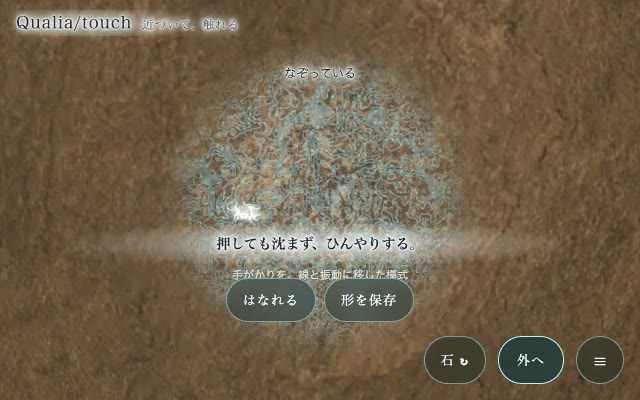 Qualia/touch 近づいて、触れる
なぞっている
押しても沈まず、ひんやりする。
手がかりを、線と振動に移した模式
はなれる 形を保存
石 ↻ 外へ ≡